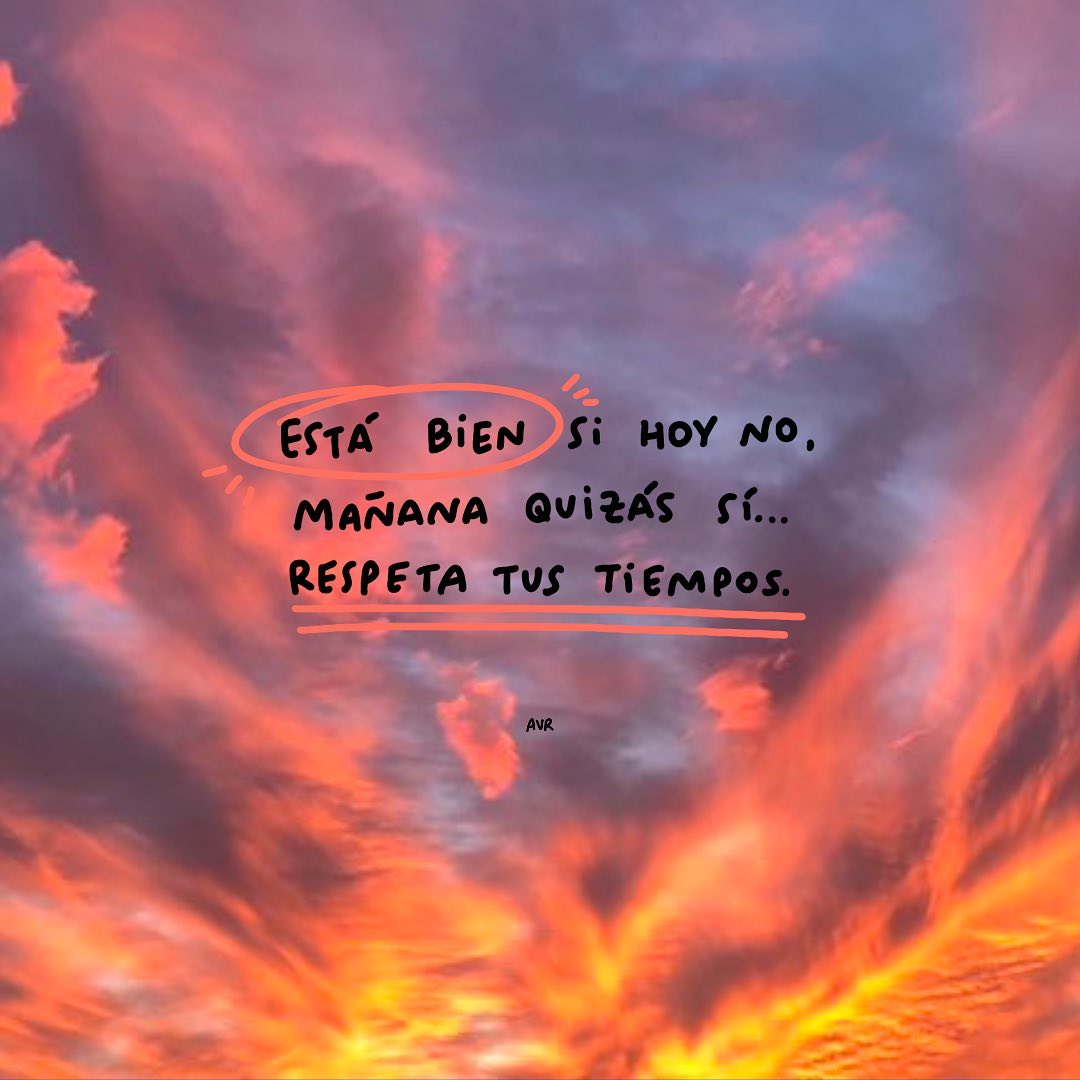 ESTÁ BIEN SI HOY NO,
MAÑANA QUIZÁS SÍ...
RESPETA TUS TIEMPOS.
AVR